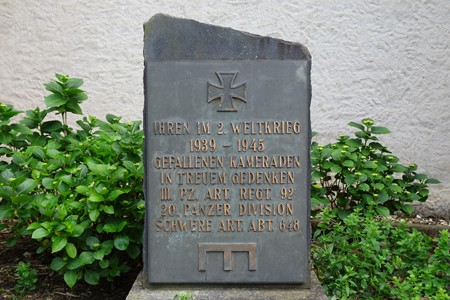 IHREN IM 2. WELTKRIEG
1939 - 1945
GEFALLENEN KAMERADEN
IN TREUEM GEDENKEN
III. PZ. ART. REGT. 92
20. PANZER DIVISION
SCHWERE ART. ABT. 648